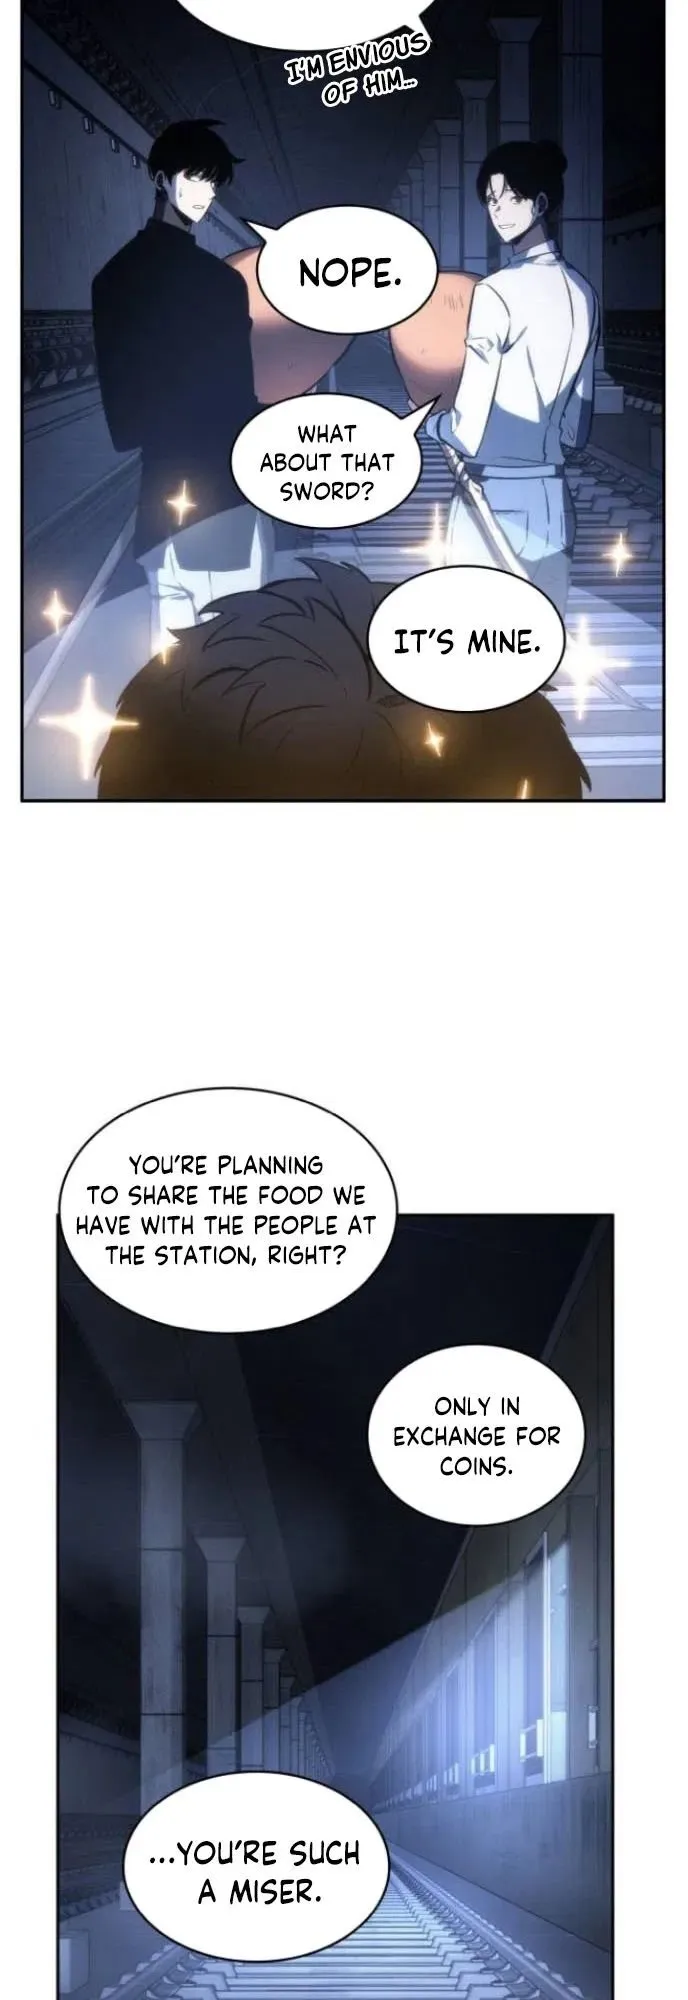 I'M ENVIOUS
OF HIM...
NOPE.
WHAT
ABOUT THAT
SWORD?
IT'S MINE.
YOU'RE PLANNING
TO SHARE THE FOOD WE
HAVE WITH THE PEOPLE AT
THE STATION, RIGHT?
ONLY IN
EXCHANGE FOR
COINS.
...YOU'RE SUCH
A MISER.